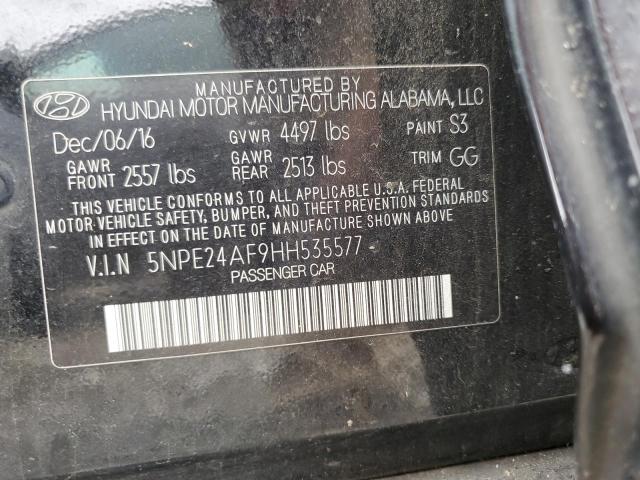 MANUFACTURED BY
HYUNDAI MOTOR MANUFACTURING ALABAMA, LLC
Dec/06/16 GVWR 4497 lbs PAINT S3
GAWR FRONT 2557 lbs GAWR REAR 2513 lbs TRIM GG
THIS VEHICLE CONFORMS TO ALL APPLICABLE U.S.A. FEDERAL
MOTOR VEHICLE SAFETY, BUMPER, AND THEFT PREVENTION STANDARDS
IN EFFECT ON THE DATE OF MANUFACTURE SHOWN ABOVE
V.I.N 5NPE24AF9HH535577
PASSENGER CAR